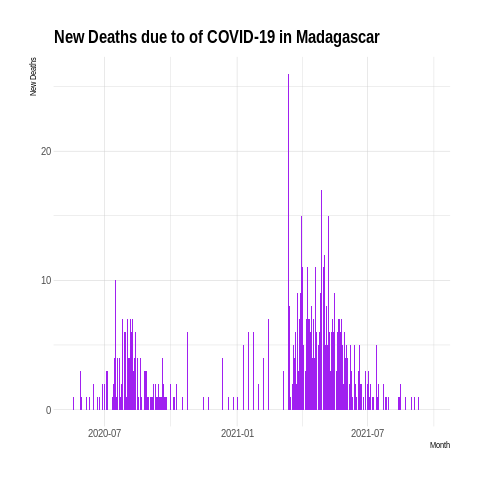 New Deaths due to of COVID-19 in Madagascar
New Deaths
20
10
0
2020-07
2021-01
2021-07
Month